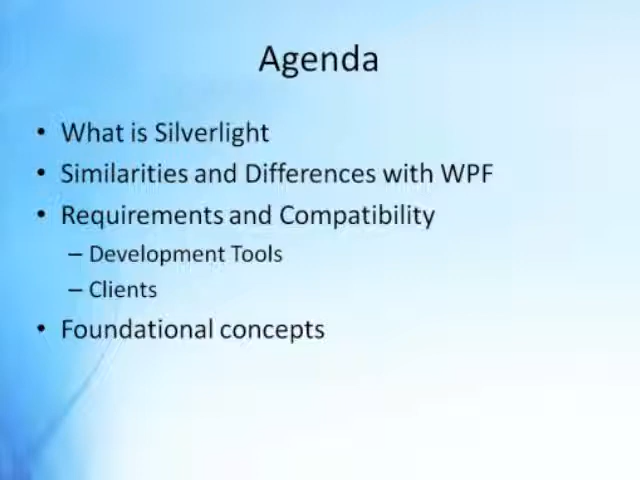 Agenda
• What is Silverlight
• Similarities and Differences with WPF
• Requirements and Compatibility
– Development Tools
– Clients
• Foundational concepts